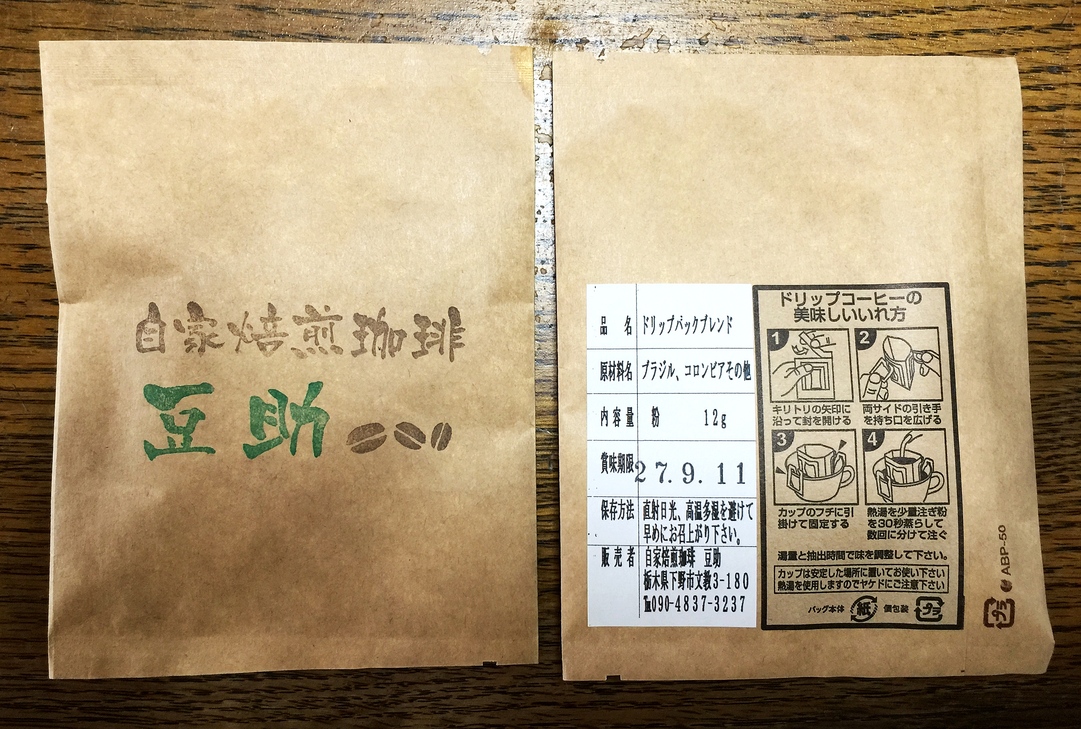 自家焙煎珈琲
豆助
品名 ドリップバックブレンド
原材料名 ブラジル、コロンビアその他
内容量 粉 12g
賞味期限 27.9.11
保存方法 直射日光、高温多湿を避けて
早めにお召上がり下さい。
販売者 自家焙煎珈琲 豆助
栃木県下野市文教3-180
℡090-4837-3237
ドリップコーヒーの
美味しいいれ方
1
キリトリの矢印に
沿って封を開ける
2
両サイドの引き手
を持ち口を広げる
3
カップのフチに引
掛けて固定する
4
熱湯を少量注ぎ粉
を30秒蒸らして
数回に分けて注ぐ
湯量と抽出時間で味を調整して下さい。
カップは安定した場所に置いてお使い下さい
熱湯を使用しますのでヤケドにご注意下さい
バッグ本体 紙 個包装 プラ
ABP-50
プラ